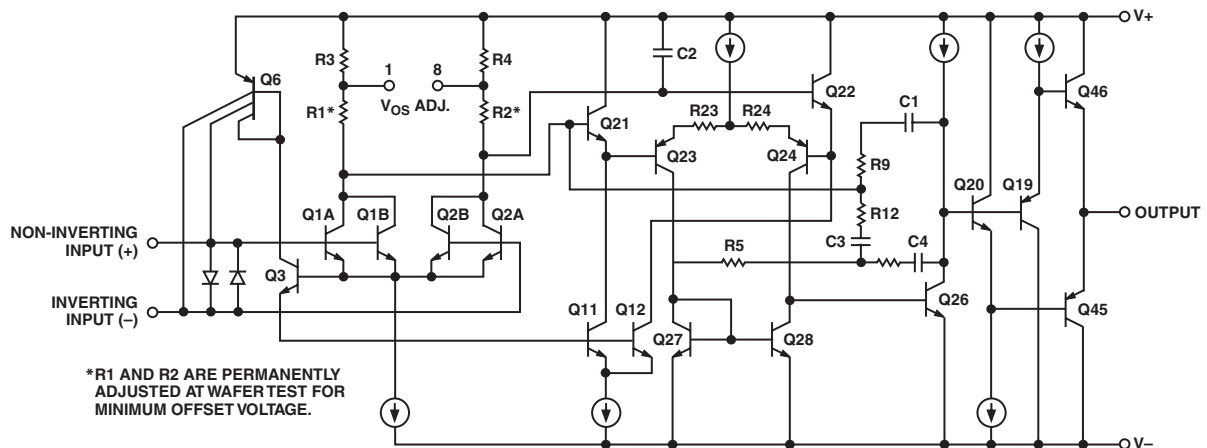 V+
R3
R4
C2
Q6
1
8
VOS ADJ.
R1*
R2*
Q21
Q22
R23
R24
C1
Q46
Q23
Q24
R9
Q20
Q19
Q1A
Q1B
Q2B
Q2A
R12
NON-INVERTING
INPUT (+)
OUTPUT
C3
C4
Q3
R5
Q26
INVERTING
INPUT (–)
Q11
Q12
Q27
Q28
Q45
*R1 AND R2 ARE PERMANENTLY
ADJUSTED AT WAFER TEST FOR
MINIMUM OFFSET VOLTAGE.
V–